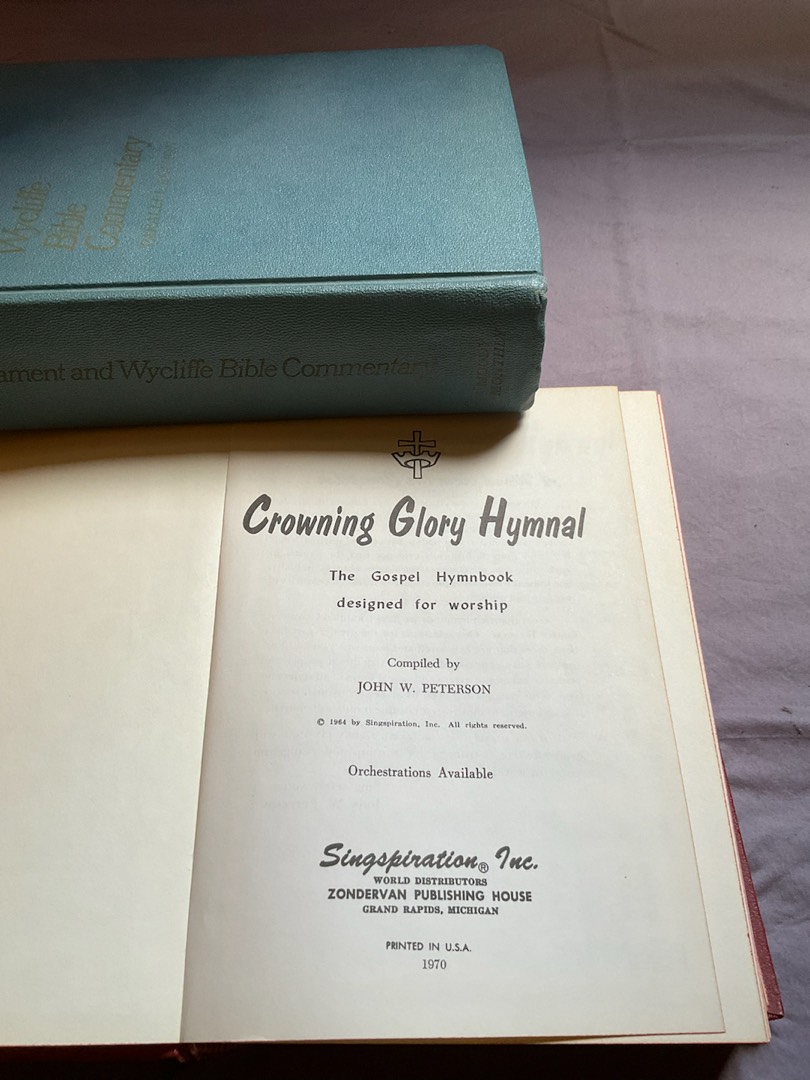 Wycliffe
Bible
Commentary
ament and Wycliffe Bible Commentary
MOODY
MONTHLY
Crowning Glory Hymnal
The Gospel Hymnbook
designed for worship
Compiled by
JOHN W. PETERSON
© 1964 by Singspiration, Inc. All rights reserved.
Orchestrations Available
Singspiration® Inc.
WORLD DISTRIBUTORS
ZONDERVAN PUBLISHING HOUSE
GRAND RAPIDS, MICHIGAN
PRINTED IN U.S.A.
1970